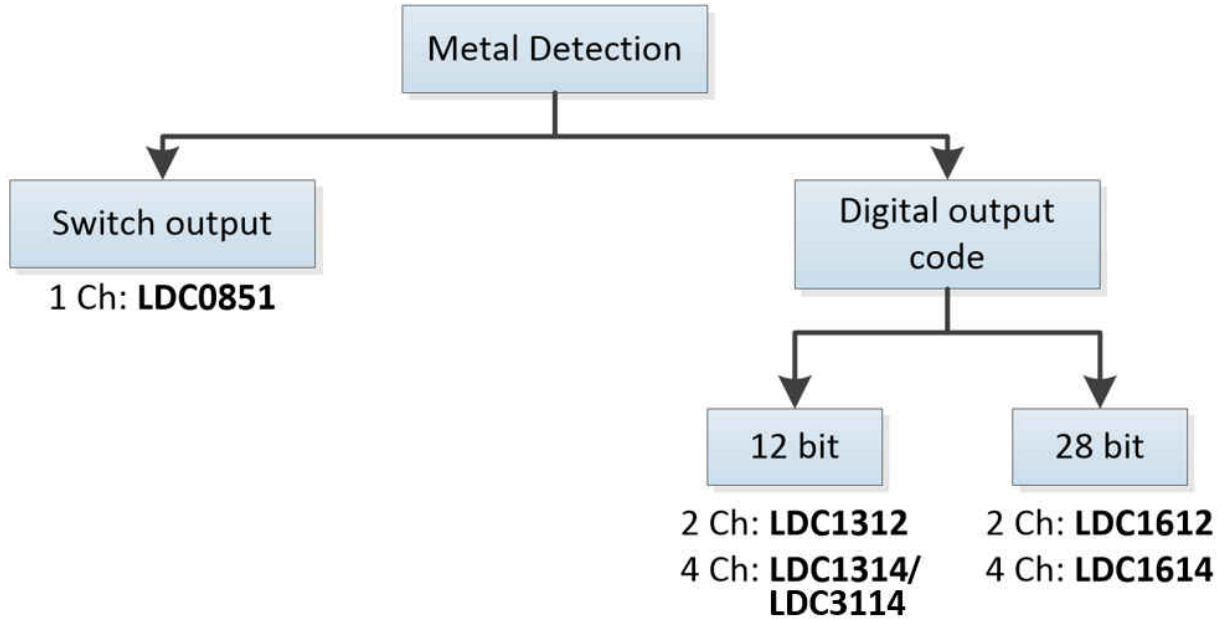 Metal Detection
Switch output
1 Ch: LDC0851
Digital output
code
12 bit
2 Ch: LDC1312
4 Ch: LDC1314/
LDC3114
28 bit
2 Ch: LDC1612
4 Ch: LDC1614